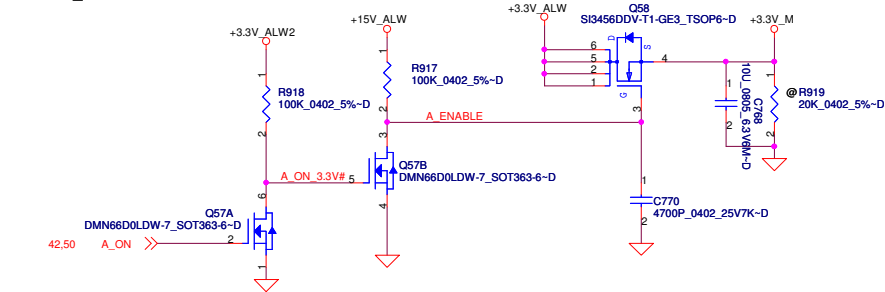 Q58
SI3456DDV-T1-GE3_TSOP6~D
+3.3V_ALW
+15V_ALW
+3.3V_M
+3.3V_ALW2
D
S
G
6
5
2
1
4
3
1
R917
100K_0402_5%~D
2
1
R918
100K_0402_5%~D
2
1
10U_0805_6.3V6M~D
C768
2
1
@ R919
20K_0402_5%~D
2
A_ENABLE
3
Q57B
DMN66D0LDW-7_SOT363-6~D
A_ON_3.3V# 5
4
6
Q57A
DMN66D0LDW-7_SOT363-6~D
42,50 A_ON
2
1
1
C770
4700P_0402_25V7K~D
2